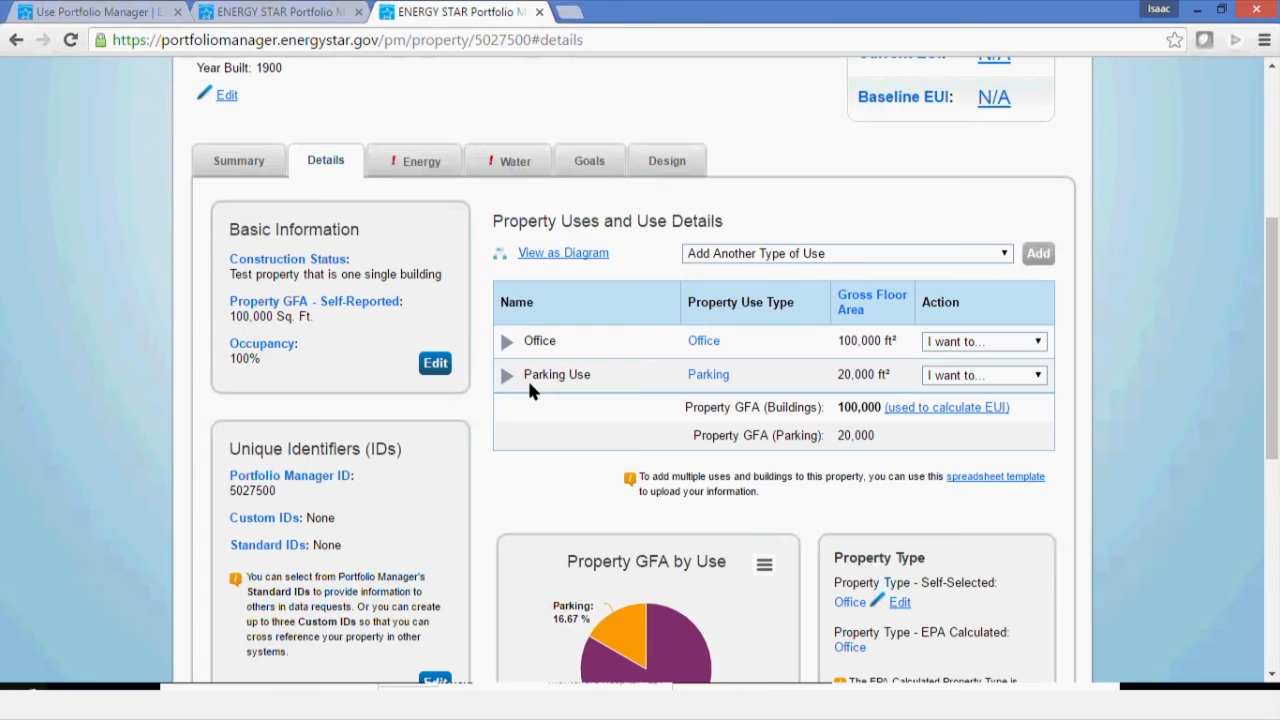 Use Portfolio Manager | E
ENERGY STAR Portfolio M
ENERGY STAR Portfolio M
Isaac
https://portfoliomanager.energystar.gov/pm/property/5027500#details
Year Built: 1900
Edit
N/A
Baseline EUI: N/A
Summary
Details
! Energy
! Water
Goals
Design
Basic Information
Construction Status:
Test property that is one single building
Property GFA - Self-Reported:
100,000 Sq. Ft.
Occupancy:
100%
Edit
Property Uses and Use Details
View as Diagram
Add Another Type of Use
Add
Name
Property Use Type
Gross Floor
Area
Action
Office
Office
100,000 ft²
I want to...
Parking Use
Parking
20,000 ft²
I want to...
Property GFA (Buildings): 100,000 (used to calculate EUI)
Property GFA (Parking): 20,000
To add multiple uses and buildings to this property, you can use this spreadsheet template
to upload your information.
Unique Identifiers (IDs)
Portfolio Manager ID:
5027500
Custom IDs: None
Standard IDs: None
You can select from Portfolio Manager's
Standard IDs to provide information to
others in data requests. Or you can create
up to three Custom IDs so that you can
cross reference your property in other
systems.
Edit
Property GFA by Use
Parking:
16.67 %
Property Type
Property Type - Self-Selected:
Office Edit
Property Type - EPA Calculated:
Office
The EPA Calculated Property Type is